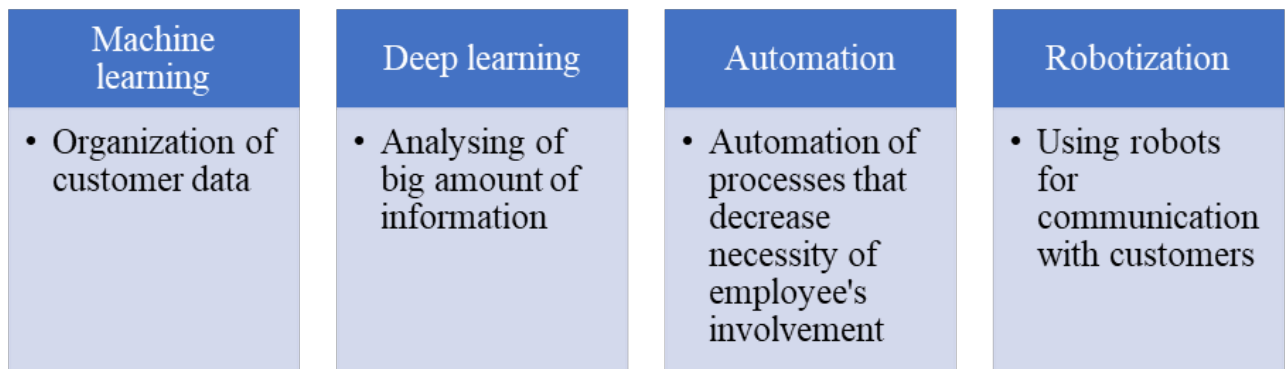 Machine
learning
• Organization of
customer data
Deep learning
• Analysing of
big amount of
information
Automation
• Automation of
processes that
decrease
necessity of
employee's
involvement
Robotization
• Using robots
for
communication
with customers